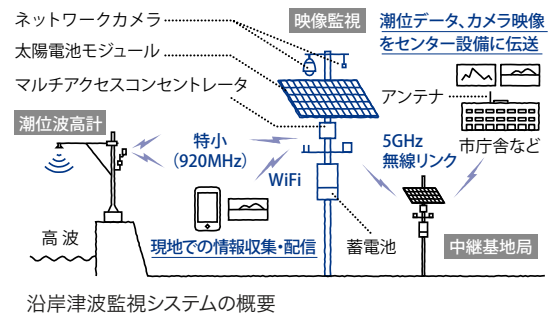 ネットワークカメラ
太陽電池モジュール
マルチアクセスコンセントレータ
映像監視
潮位データ、カメラ映像
をセンター設備に伝送
アンテナ
市庁舎など
潮位波高計
特小
（920MHz）
WiFi
5GHz
無線リンク
高波
現地での情報収集・配信
蓄電池
中継基地局
沿岸津波監視システムの概要